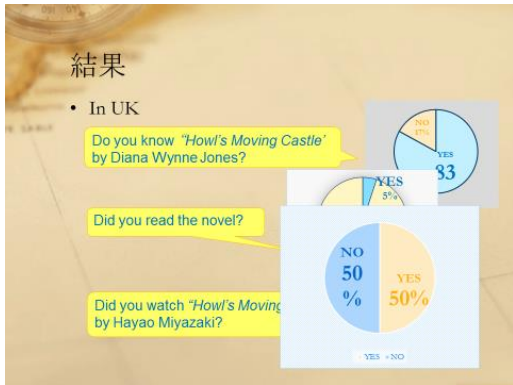 結果
• In UK
Do you know "Howl's Moving Castle'
by Diana Wynne Jones?
NO
17%
YES
83
YES
5%
Did you read the novel?
NO
50
%
YES
50%
Did you watch "Howl's Moving
by Hayao Miyazaki?
YES NO